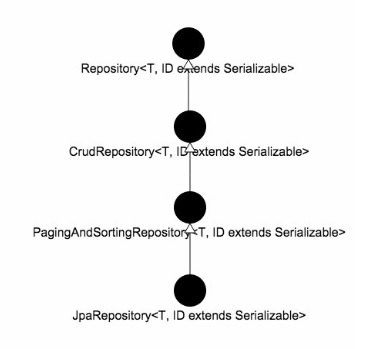 Repository<T, ID extends Serializable>
CrudRepository<T, ID extends Serializable>
PagingAndSortingRepository<T, ID extends Serializable>
JpaRepository<T, ID extends Serializable>